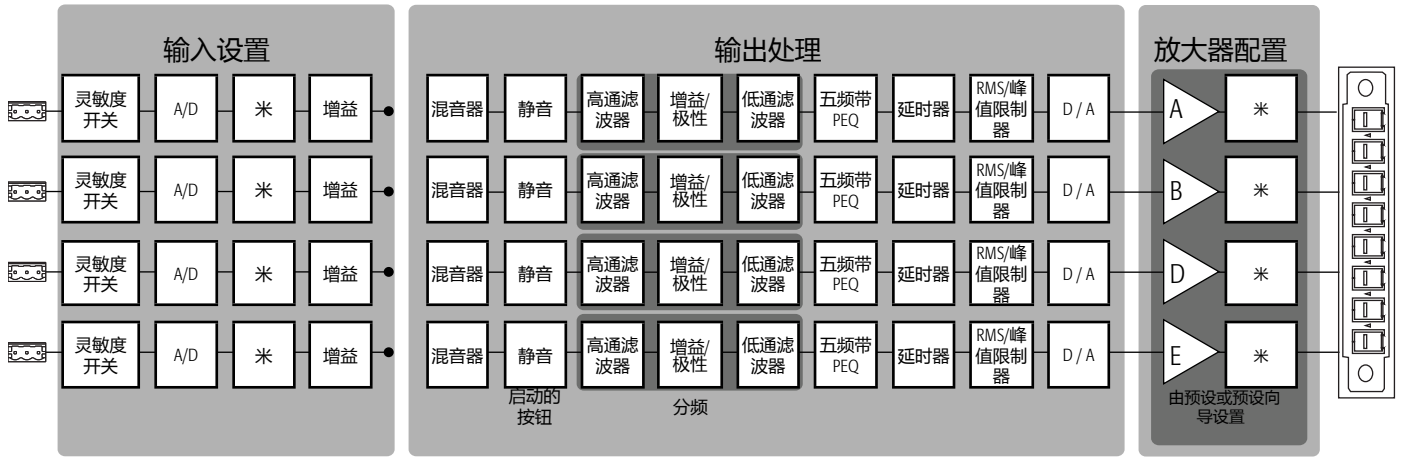 输入设置
输出处理
放大器配置
灵敏度
开关
A/D
米
增益
混音器
静音
高通滤
波器
增益/
极性
低通滤
波器
五频带
PEQ
延时器
RMS/峰
值限制
器
D / A
A
米
灵敏度
开关
A/D
米
增益
混音器
静音
高通滤
波器
增益/
极性
低通滤
波器
五频带
PEQ
延时器
RMS/峰
值限制
器
D / A
B
米
灵敏度
开关
A/D
米
增益
混音器
静音
高通滤
波器
增益/
极性
低通滤
波器
五频带
PEQ
延时器
RMS/峰
值限制
器
D / A
D
米
灵敏度
开关
A/D
米
增益
混音器
静音
高通滤
波器
增益/
极性
低通滤
波器
五频带
PEQ
延时器
RMS/峰
值限制
器
D / A
E
米
启动的
按钮
分频
由预设或预设向
导设置